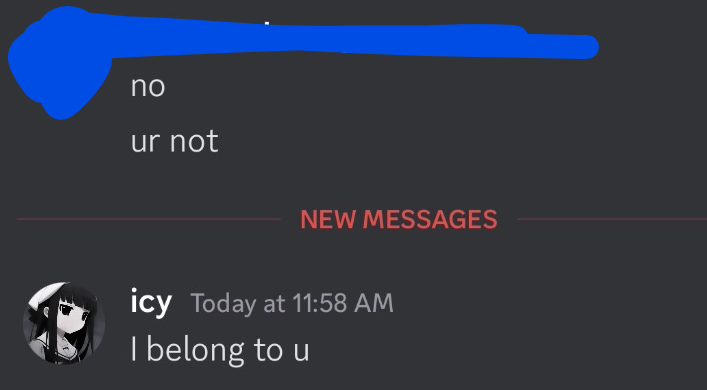 no
ur not
NEW MESSAGES
icy Today at 11:58 AM
I belong to u